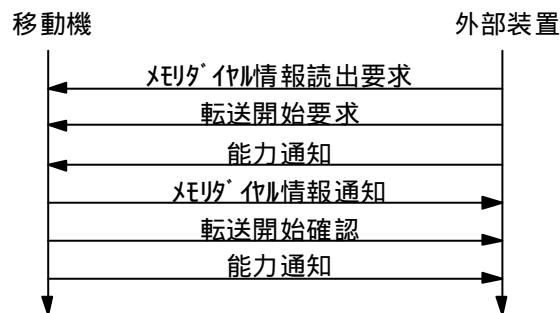 移動機 外部装置
ﾒﾓﾘﾀﾞｲﾔﾙ情報読出要求
転送開始要求
能力通知
ﾒﾓﾘﾀﾞｲﾔﾙ情報通知
転送開始確認
能力通知